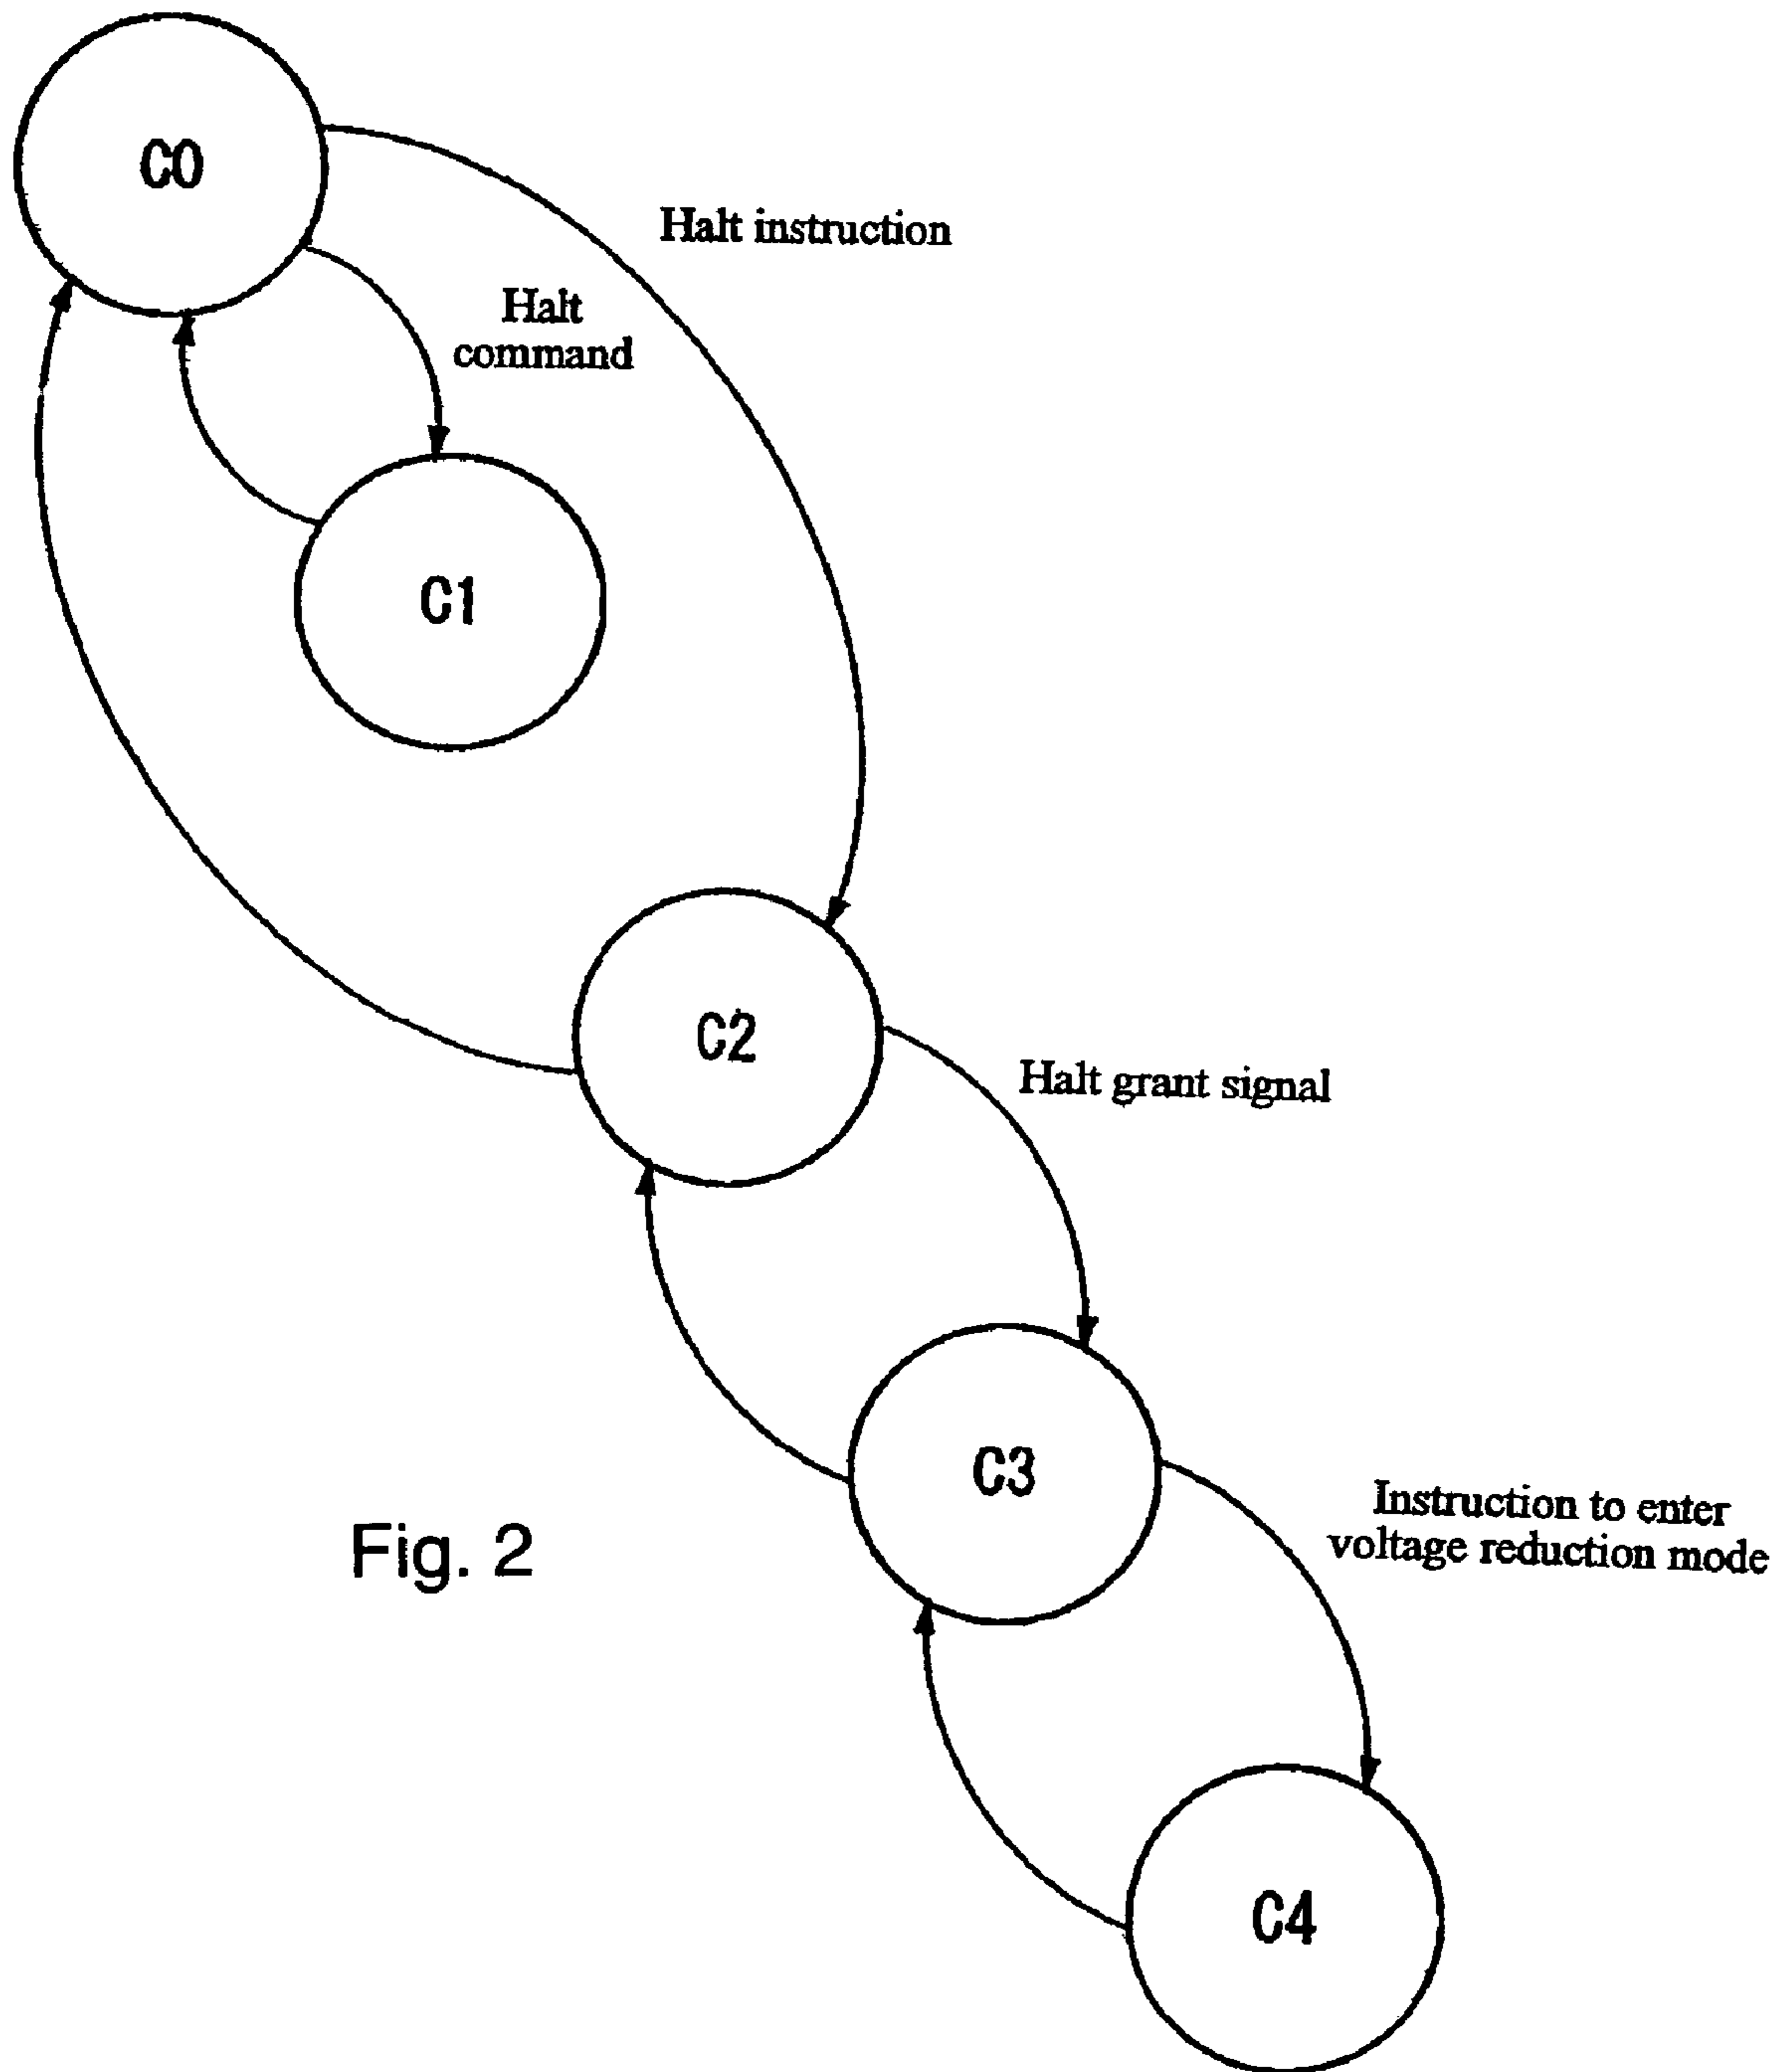 C0
Halt instruction
Halt
command
C1
C2
Halt grant signal
C3
Instruction to enter
voltage reduction mode
Fig. 2
C4